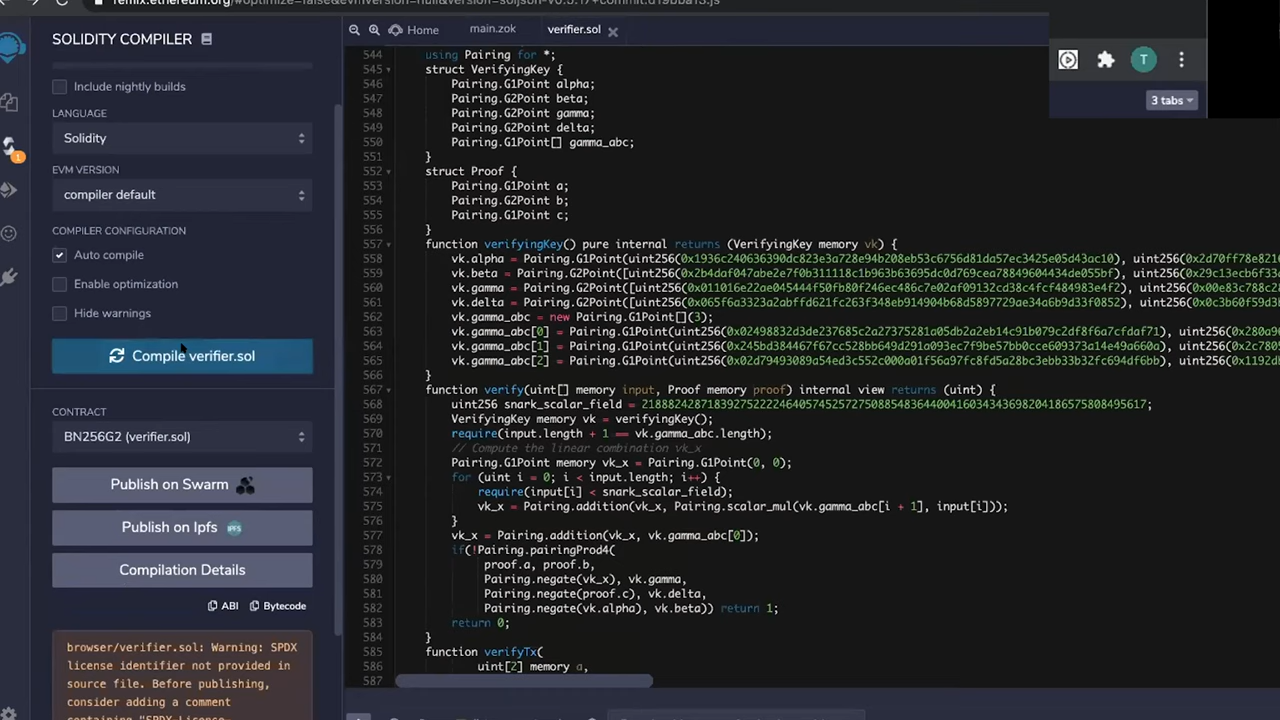 SOLIDITY COMPILER
Include nightly builds
LANGUAGE
Solidity
EVM VERSION
compiler default
COMPILER CONFIGURATION
Auto compile
Enable optimization
Hide warnings
Compile verifier.sol
CONTRACT
BN256G2 (verifier.sol)
Publish on Swarm
Publish on Ipfs
IPFS
Compilation Details
ABI
Bytecode
browser/verifier.sol: Warning: SPDX
license identifier not provided in
source file. Before publishing,
consider adding a comment
1
Home
main.zok
verifier.sol
T
3 tabs
544 using Pairing for *;
545 struct VerifyingKey {
546 Pairing.G1Point alpha;
547 Pairing.G2Point beta;
548 Pairing.G2Point gamma;
549 Pairing.G2Point delta;
550 Pairing.G1Point[] gamma_abc;
551 }
552 struct Proof {
553 Pairing.G1Point a;
554 Pairing.G2Point b;
555 Pairing.G1Point c;
556 }
557 function verifyingKey() pure internal returns (VerifyingKey memory vk) {
558 vk.alpha = Pairing.G1Point(uint256(
559 vk.beta = Pairing.G2Point([uint256(
560 vk.gamma = Pairing.G2Point([uint256(
561 vk.delta = Pairing.G2Point([uint256(
562 vk.gamma_abc = new Pairing.G1Point[](3);
563 vk.gamma_abc[0] = Pairing.G1Point(uint256(
564 vk.gamma_abc[1] = Pairing.G1Point(uint256(
565 vk.gamma_abc[2] = Pairing.G1Point(uint256(
566 }
567 function verify(uint[] memory input, Proof memory proof) internal view returns (uint) {
568 uint256 snark_scalar_field = 21888242871839275222246405745257275088548364400416034343698204186575808495617;
569 VerifyingKey memory vk = verifyingKey();
570 require(input.length + 1 == vk.gamma_abc.length);
571 // Compute the linear combination vk_x
572 Pairing.G1Point memory vk_x = Pairing.G1Point(0, 0);
573 for (uint i = 0; i < input.length; i++) {
574 require(input[i] < snark_scalar_field);
575 vk_x = Pairing.addition(vk_x, Pairing.scalar_mul(vk.gamma_abc[i + 1], input[i]));
576 }
577 vk_x = Pairing.addition(vk_x, vk.gamma_abc[0]);
578 if(!Pairing.pairingProd4(
579 proof.a, proof.b,
580 Pairing.negate(vk_x), vk.gamma,
581 Pairing.negate(proof.c), vk.delta,
582 Pairing.negate(vk.alpha), vk.beta)) return 1;
583 return 0;
584 }
585 function verifyTx(
586 uint[2] memory a,
587